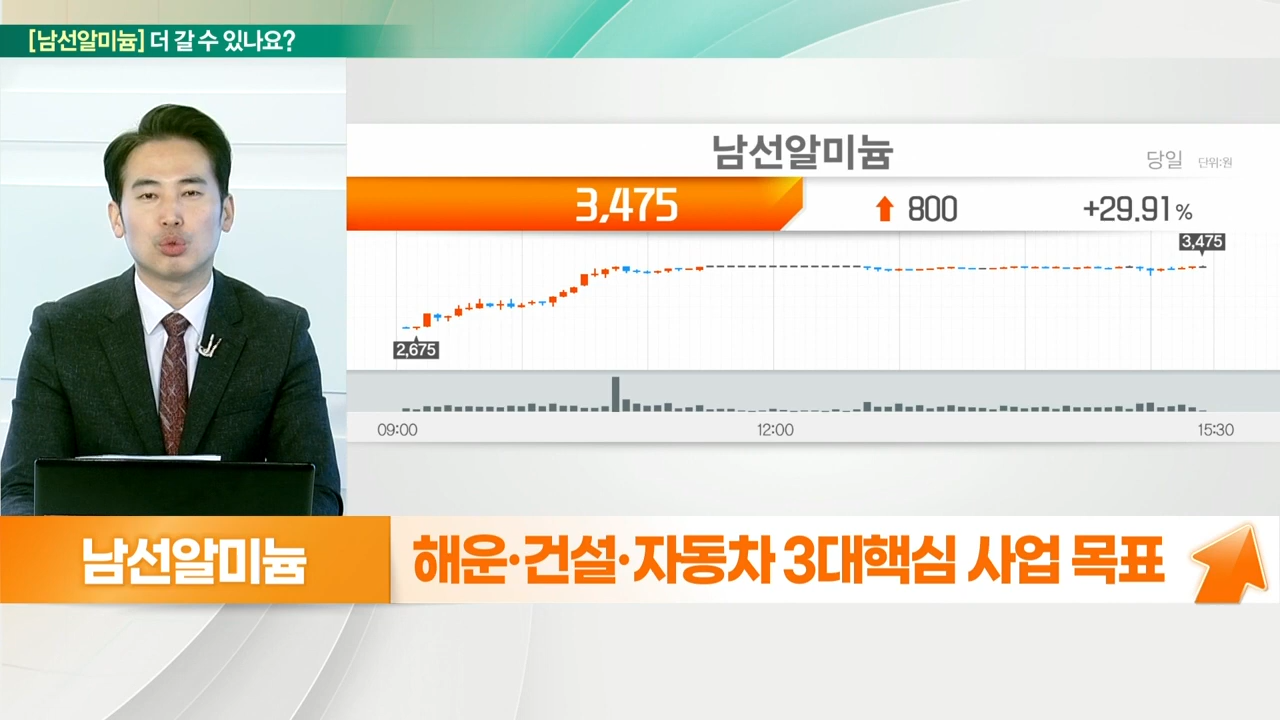 [남선알미늄] 더 갈 수 있나요?
남선알미늄
당일 단위:원
3,475 800 +29.91%
3,475
2,675
09:00 12:00 15:30
남선알미늄 해운·건설·자동차 3대핵심 사업 목표